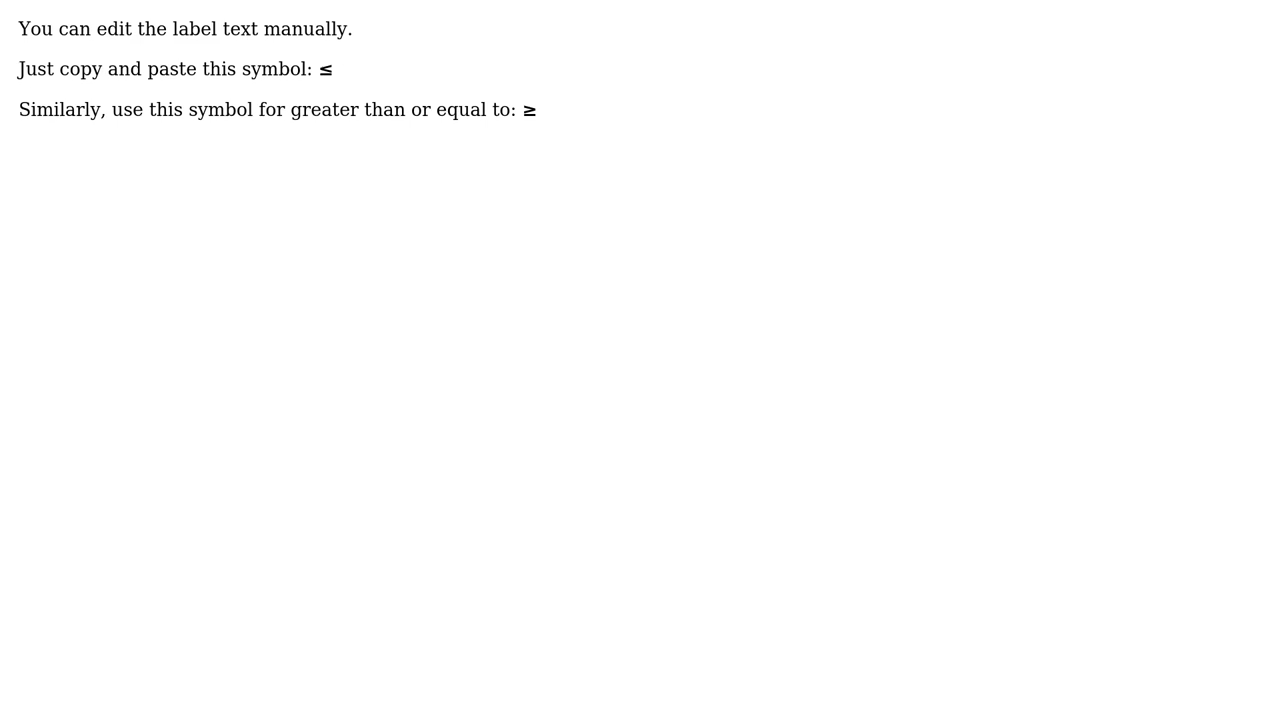 You can edit the label text manually.
Just copy and paste this symbol: ≤
Similarly, use this symbol for greater than or equal to: ≥